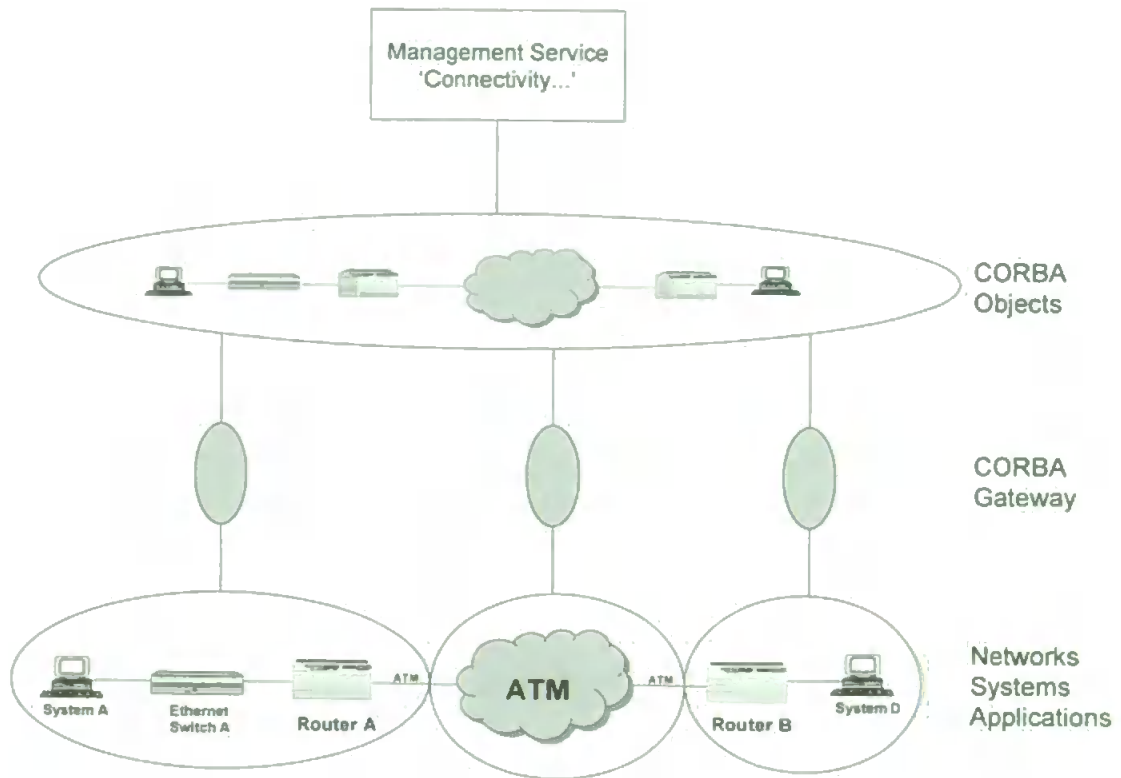 Management Service
'Connectivity...'
CORBA
Objects
CORBA
Gateway
Networks
Systems
Applications
System A
Ethernet
Switch A
Router A
ATM
ATM
ATM
Router B
System D